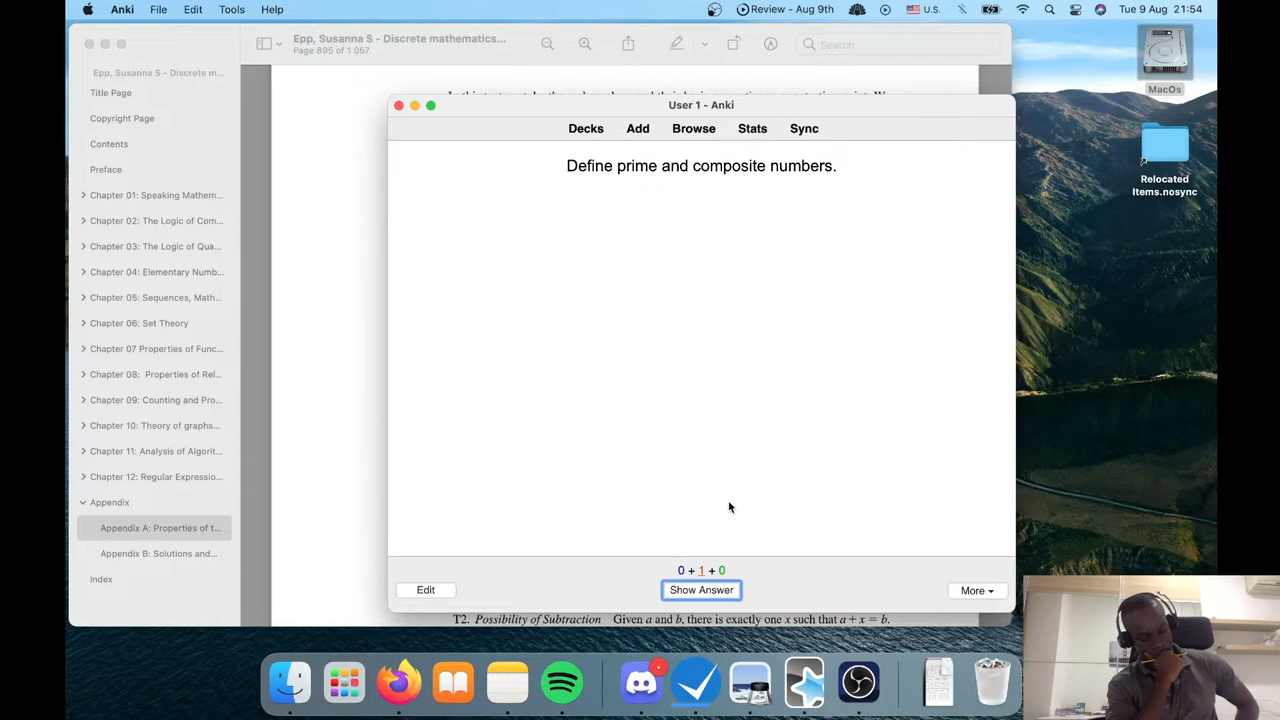 Anki File Edit Tools Help
Review - Aug 9th U.S. Tue 9 Aug 21:54
Epp, Susanna S - Discrete mathematics...
Page 895 of 1 057
Search
Epp, Susanna S - Discrete m...
Title Page
Copyright Page
Contents
Preface
Chapter 01: Speaking Mathem...
Chapter 02: The Logic of Com...
Chapter 03: The Logic of Qua...
Chapter 04: Elementary Numb...
Chapter 05: Sequences, Math...
Chapter 06: Set Theory
Chapter 07 Properties of Func...
Chapter 08: Properties of Rel...
Chapter 09: Counting and Pro...
Chapter 10: Theory of graphs...
Chapter 11: Analysis of Algorit...
Chapter 12: Regular Expressio...
Appendix
Appendix A: Properties of t...
Appendix B: Solutions and...
Index
User 1 - Anki
Decks Add Browse Stats Sync
Define prime and composite numbers.
0 + 1 + 0
Edit Show Answer More
T2. Possibility of Subtraction Given a and b, there is exactly one x such that a + x = b.
MacOs
Relocated
Items.nosync